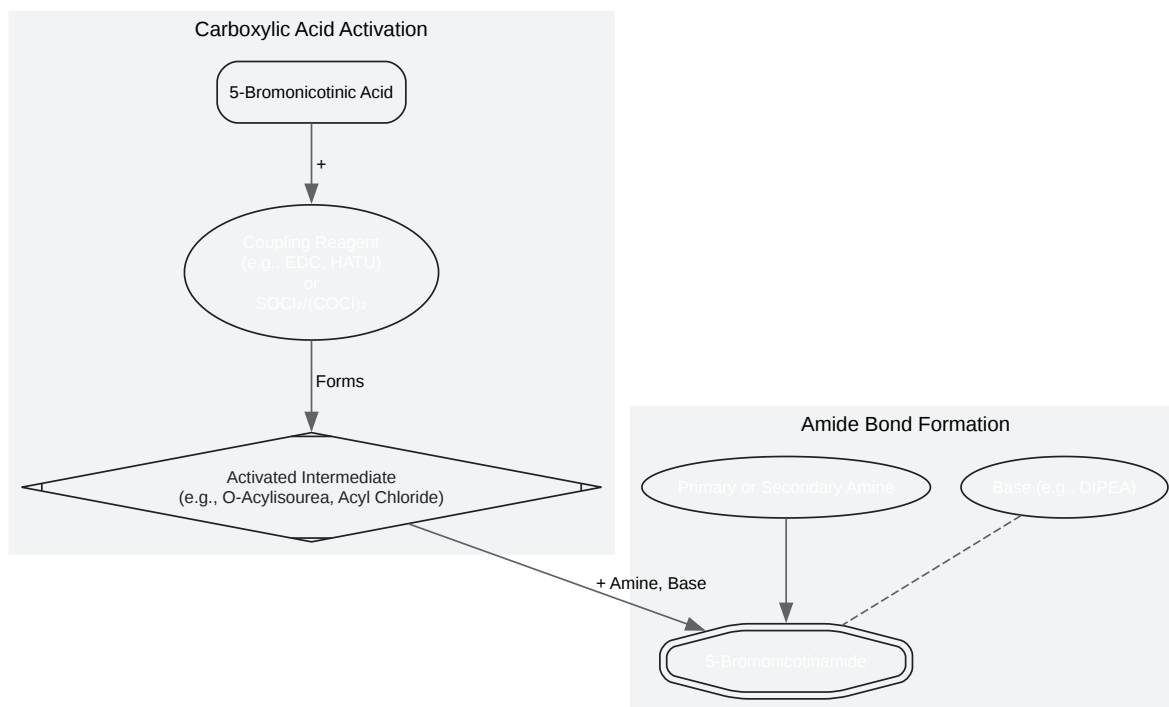 Carboxylic Acid Activation
5-Bromonicotinic Acid
+
Coupling Reagent
(e.g., EDC, HATU)
or
SOCl₂/(COCl)₂
Forms
Activated Intermediate
(e.g., O-Acylisourea, Acyl Chloride)
Amide Bond Formation
Primary or Secondary Amine
Base (e.g., DIPEA)
+ Amine, Base
5-Bromonicotinamide